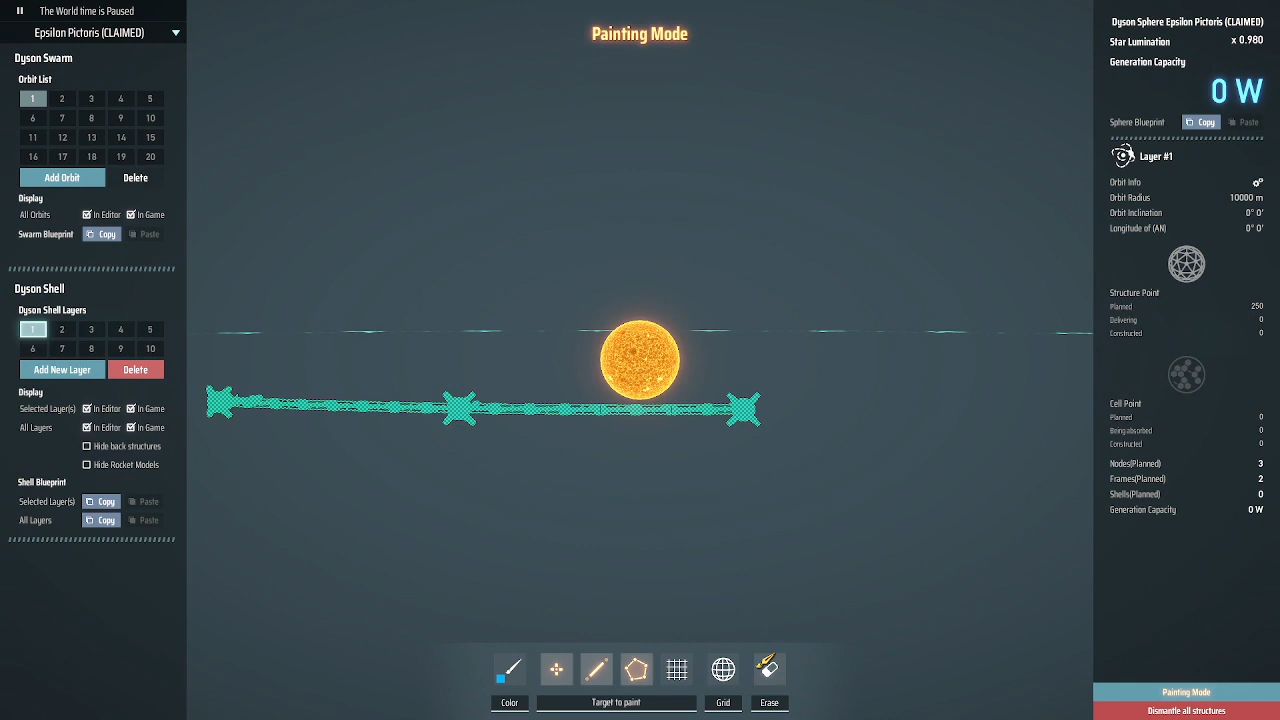 The World time is Paused
Epsilon Pictoris (CLAIMED)
Dyson Swarm
Orbit List
1 2 3 4 5
6 7 8 9 10
11 12 13 14 15
16 17 18 19 20
Add Orbit Delete
Display
All Orbits In Editor In Game
Swarm Blueprint Copy Paste
Dyson Shell
Dyson Shell Layers
1 2 3 4 5
6 7 8 9 10
Add New Layer Delete
Display
Selected Layer(s) In Editor In Game
All Layers In Editor In Game
Hide back structures
Hide Rocket Models
Shell Blueprint
Selected Layer(s) Copy Paste
All Layers Copy Paste
Painting Mode
Color Target to paint Grid Erase
Dyson Sphere Epsilon Pictoris (CLAIMED)
Star Lumination x 0.980
Generation Capacity
0 W
Sphere Blueprint Copy Paste
Layer #1
Orbit Info
Orbit Radius 10000 m
Orbit Inclination 0° 0'
Longitude of (AN) 0° 0'
Structure Point
Planned 250
Delivering 0
Constructed 0
Cell Point
Planned 0
Being absorbed 0
Constructed 0
Nodes(Planned) 3
Frames(Planned) 2
Shells(Planned) 0
Generation Capacity 0 W
Painting Mode
Dismantle all structures